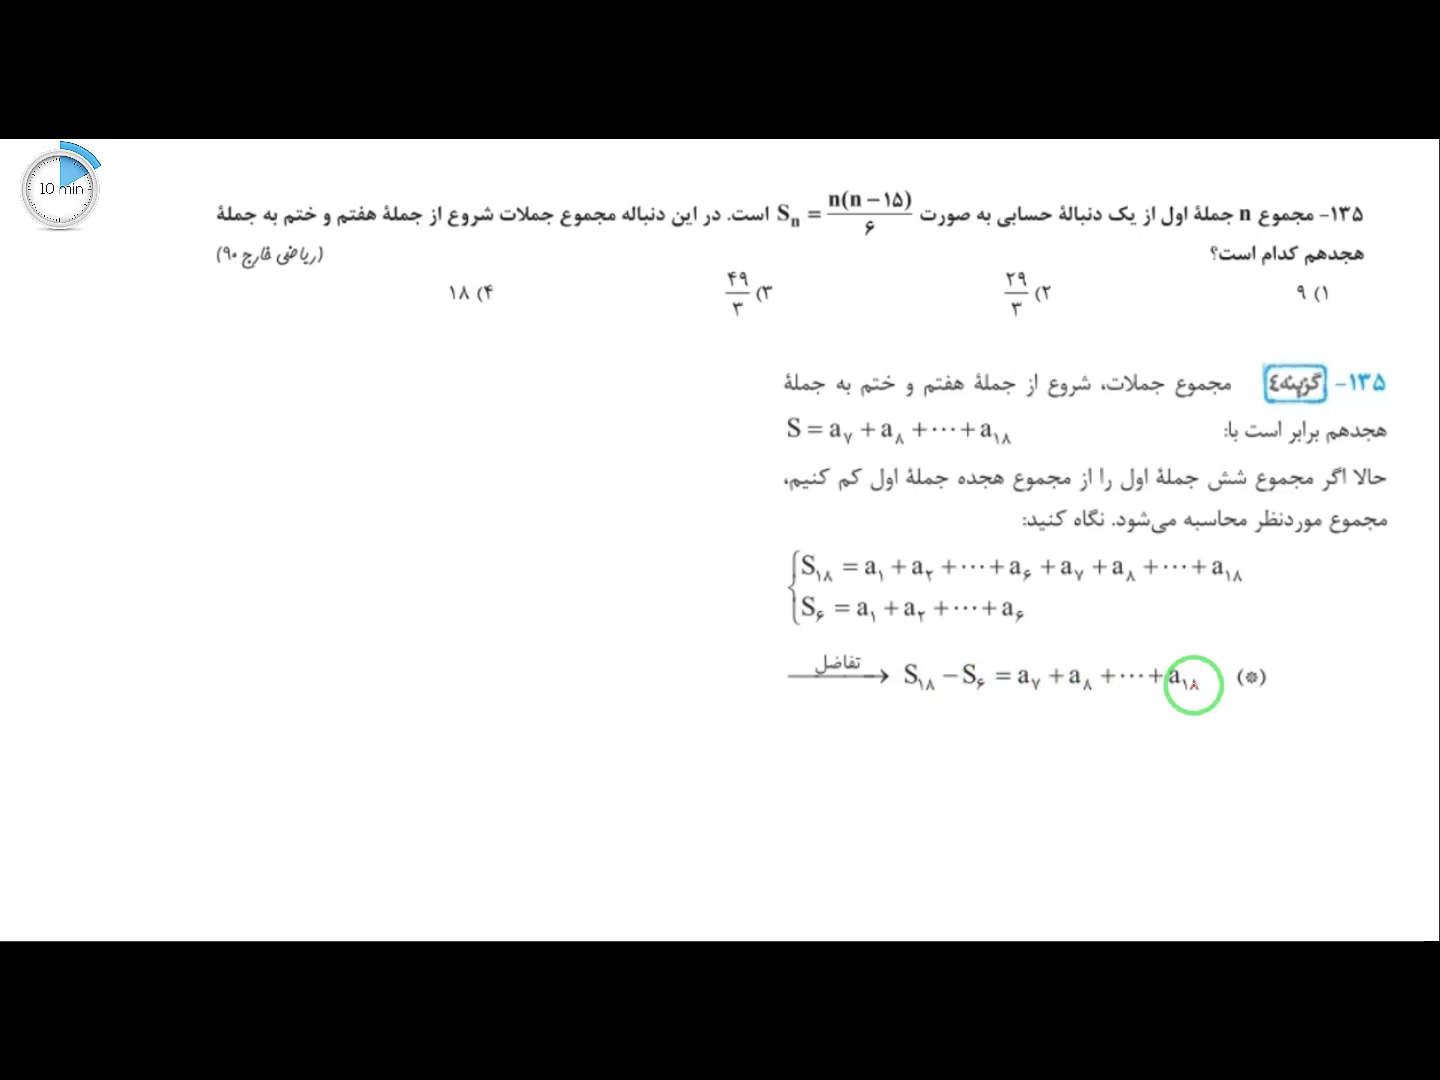 10 min
۱۳۵- مجموع n جملهٔ اول از یک دنبالهٔ حسابی به صورت Sₙ = n(n − ۱۵)/۶ است. در این دنباله مجموع جملات شروع از جملهٔ هفتم و ختم به جملهٔ
هجدهم کدام است؟ (ریاضی خارج ۹۰)
۱) ۹ ۲) ۲۹/۳ ۳) ۴۹/۳ ۴) ۱۸
۱۳۵- گزینه ٤ مجموع جملات، شروع از جملهٔ هفتم و ختم به جملهٔ
هجدهم برابر است با: S = a۷ + a۸ + ⋯ + a۱۸
حالا اگر مجموع شش جملهٔ اول را از مجموع هجده جملهٔ اول کم کنیم،
مجموع موردنظر محاسبه می‌شود. نگاه کنید:
S۱۸ = a۱ + a۲ + ⋯ + a۶ + a۷ + a۸ + ⋯ + a۱۸
S۶ = a۱ + a۲ + ⋯ + a۶
تفاضل → S۱۸ − S۶ = a۷ + a۸ + ⋯ + a۱۸ (*)